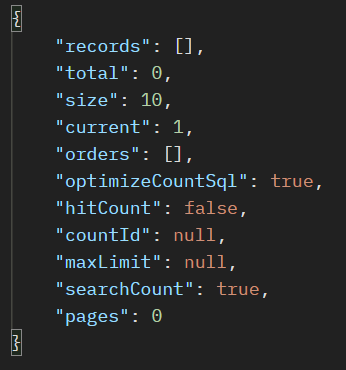 {
"records": [],
"total": 0,
"size": 10,
"current": 1,
"orders": [],
"optimizeCountSql": true,
"hitCount": false,
"countId": null,
"maxLimit": null,
"searchCount": true,
"pages": 0
}